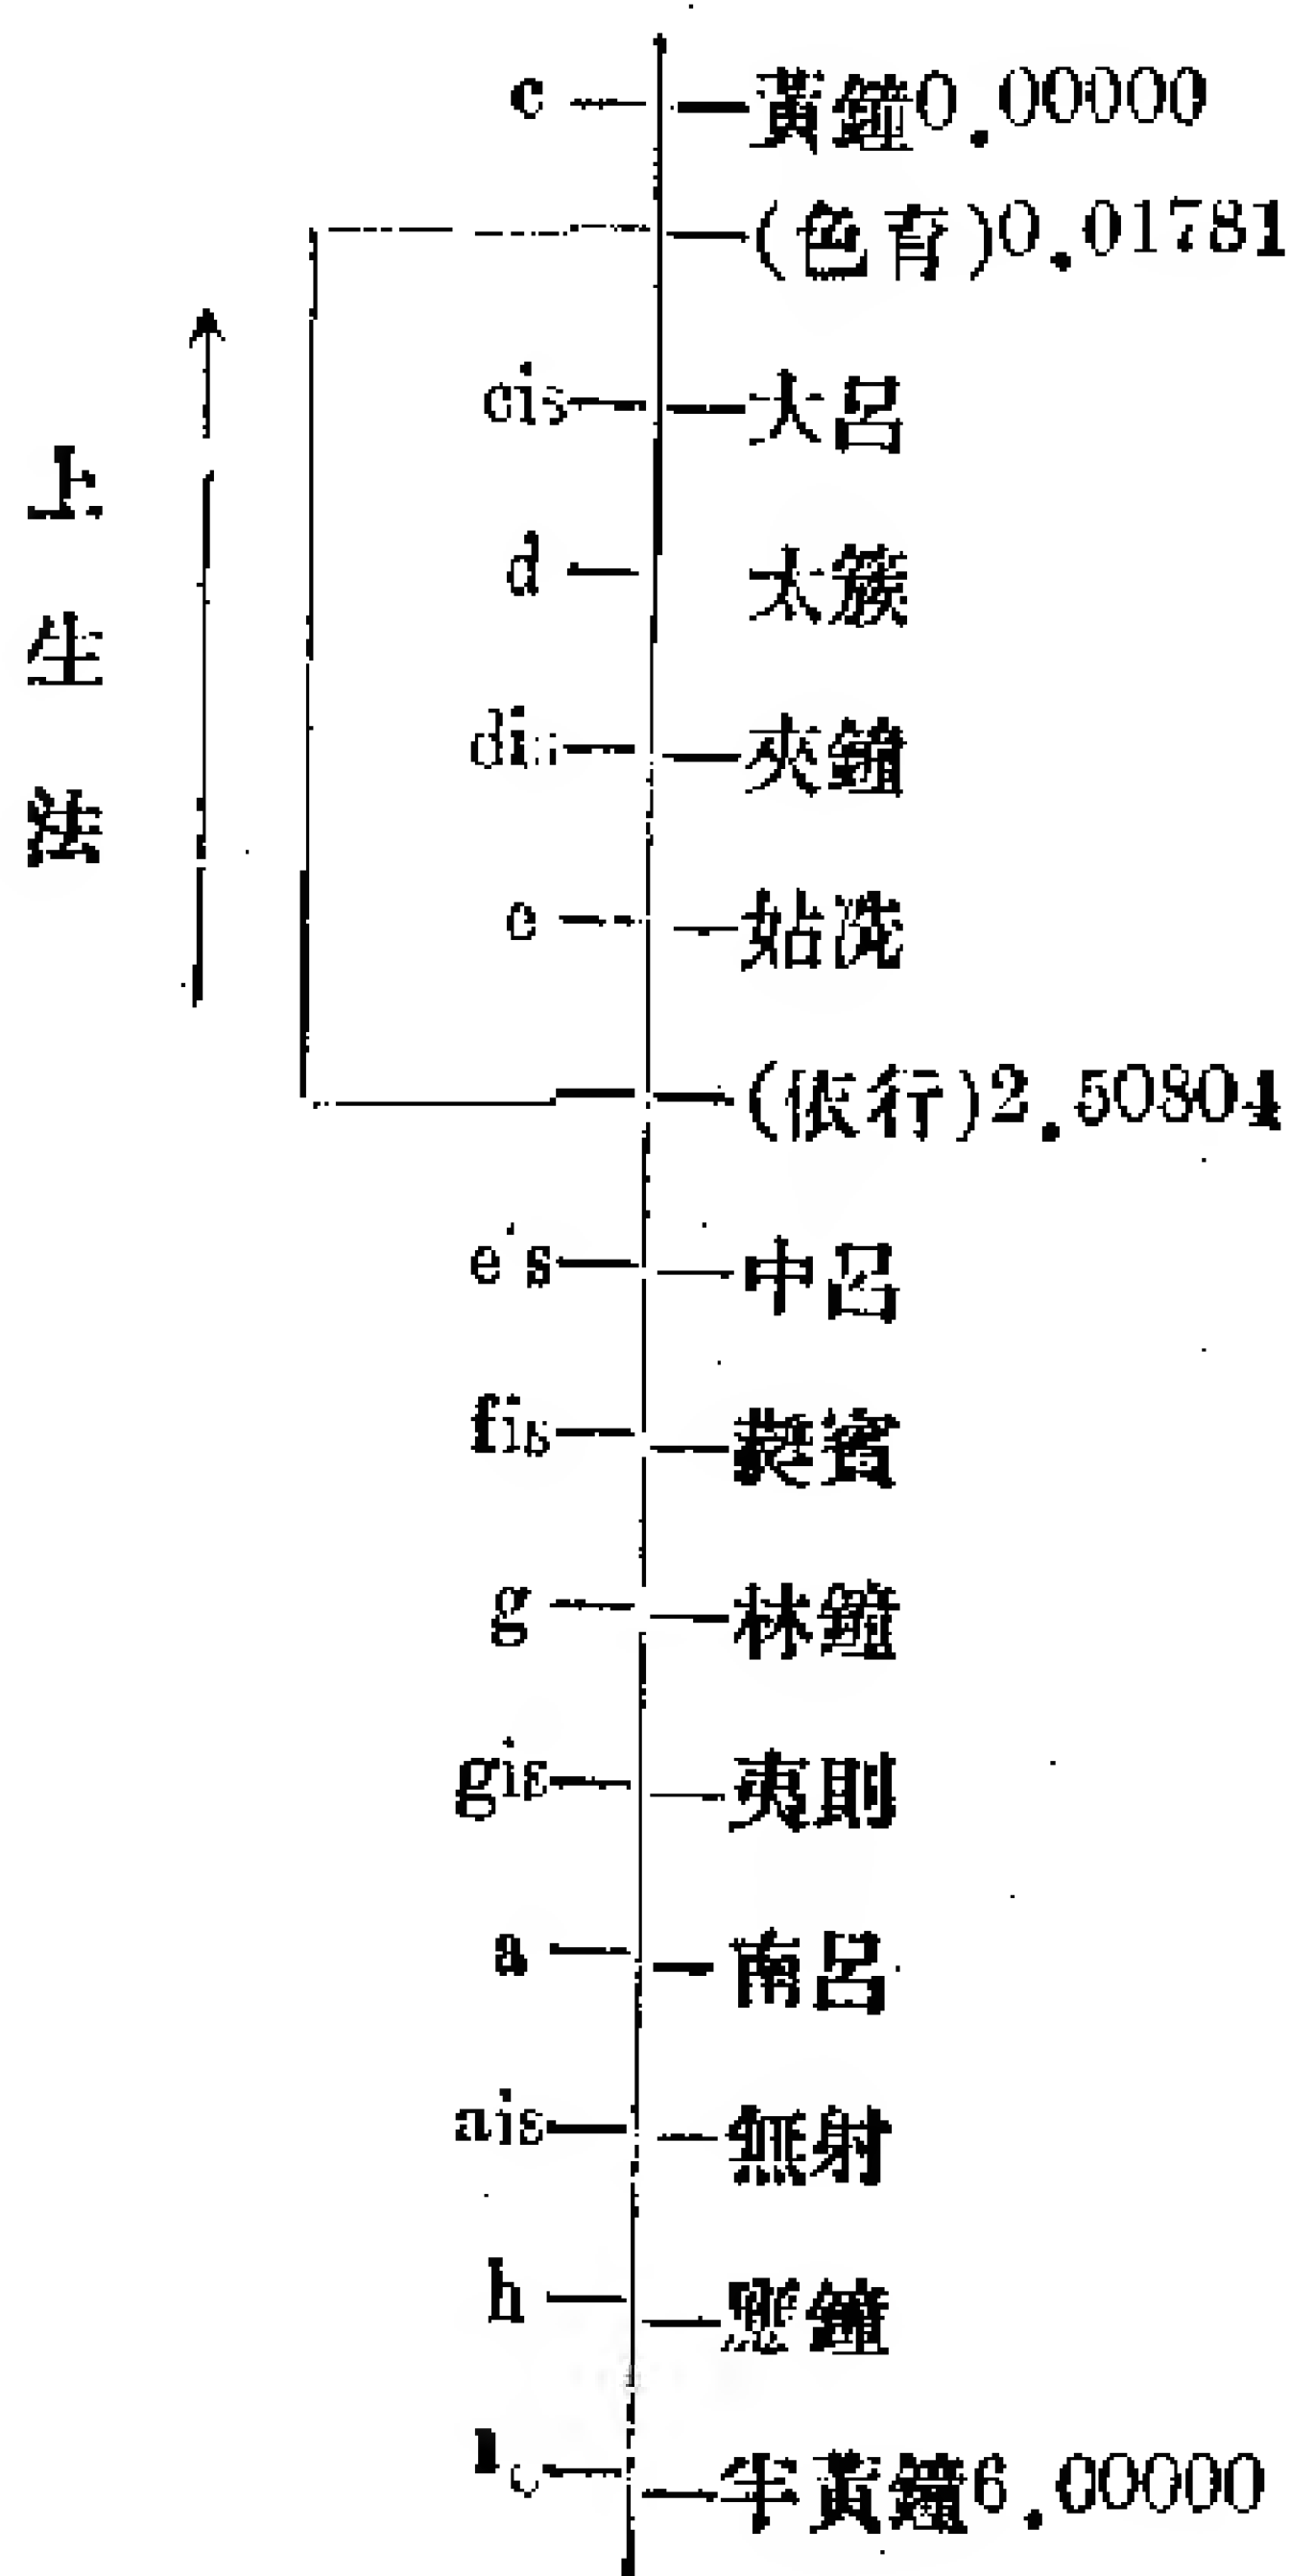 c 黃鐘0.00000
(色育)0.01781
cis 大呂
d 太簇
dis 夾鐘
e 姑洗
(依行)2.50804
eis 中呂
fis 蕤賓
g 林鐘
gis 夷則
a 南呂
ais 無射
h 應鐘
半黃鐘6.00000
上生法